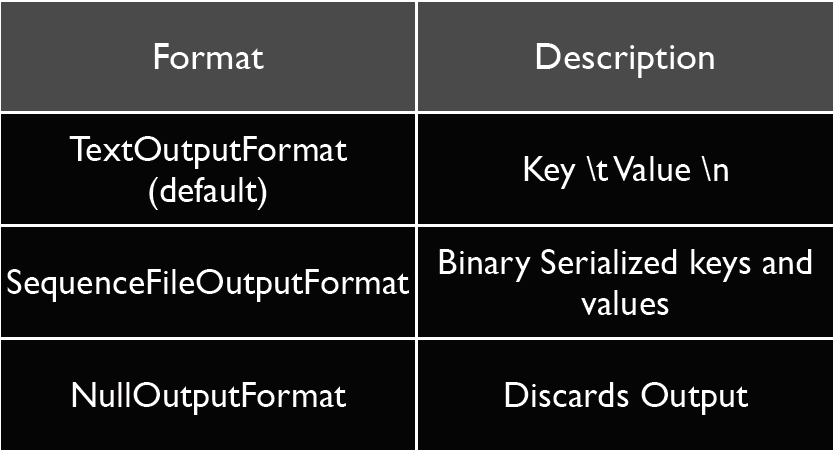 Format
Description
TextOutputFormat
(default)
Key \t Value \n
SequenceFileOutputFormat
Binary Serialized keys and
values
NullOutputFormat
Discards Output